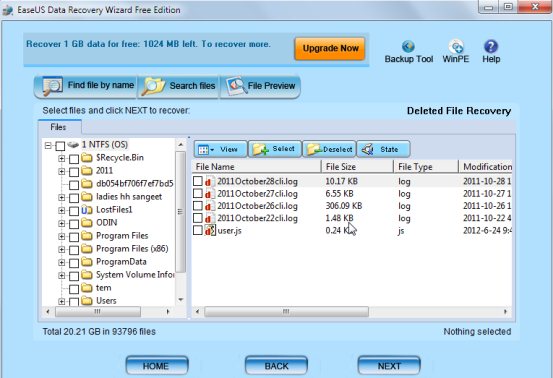 EaseUS Data Recovery Wizard Free Edition
Recover 1 GB data for free: 1024 MB left. To recover more.
Upgrade Now
Backup Tool WinPE Help
Find file by name Search files File Preview
Select files and click NEXT to recover: Deleted File Recovery
Files
1 NTFS (OS)
$Recycle.Bin
2011
db054bf706f7ef7bd5
ladies hh sangeet
LostFiles1
ODIN
Program Files
Program Files (x86)
ProgramData
System Volume Infor
tem
Users
View Select Deselect State
File Name File Size File Type Modification
2011October28cli.log 10.17 KB log 2011-10-28 1
2011October27cli.log 6.55 KB log 2011-10-27 1
2011October26cli.log 306.09 KB log 2011-10-26 1
2011October22cli.log 1.48 KB log 2011-10-22 4
user.js 0.24 KB js 2012-6-24 9:4
Total 20.21 GB in 93796 files Nothing selected
HOME BACK NEXT